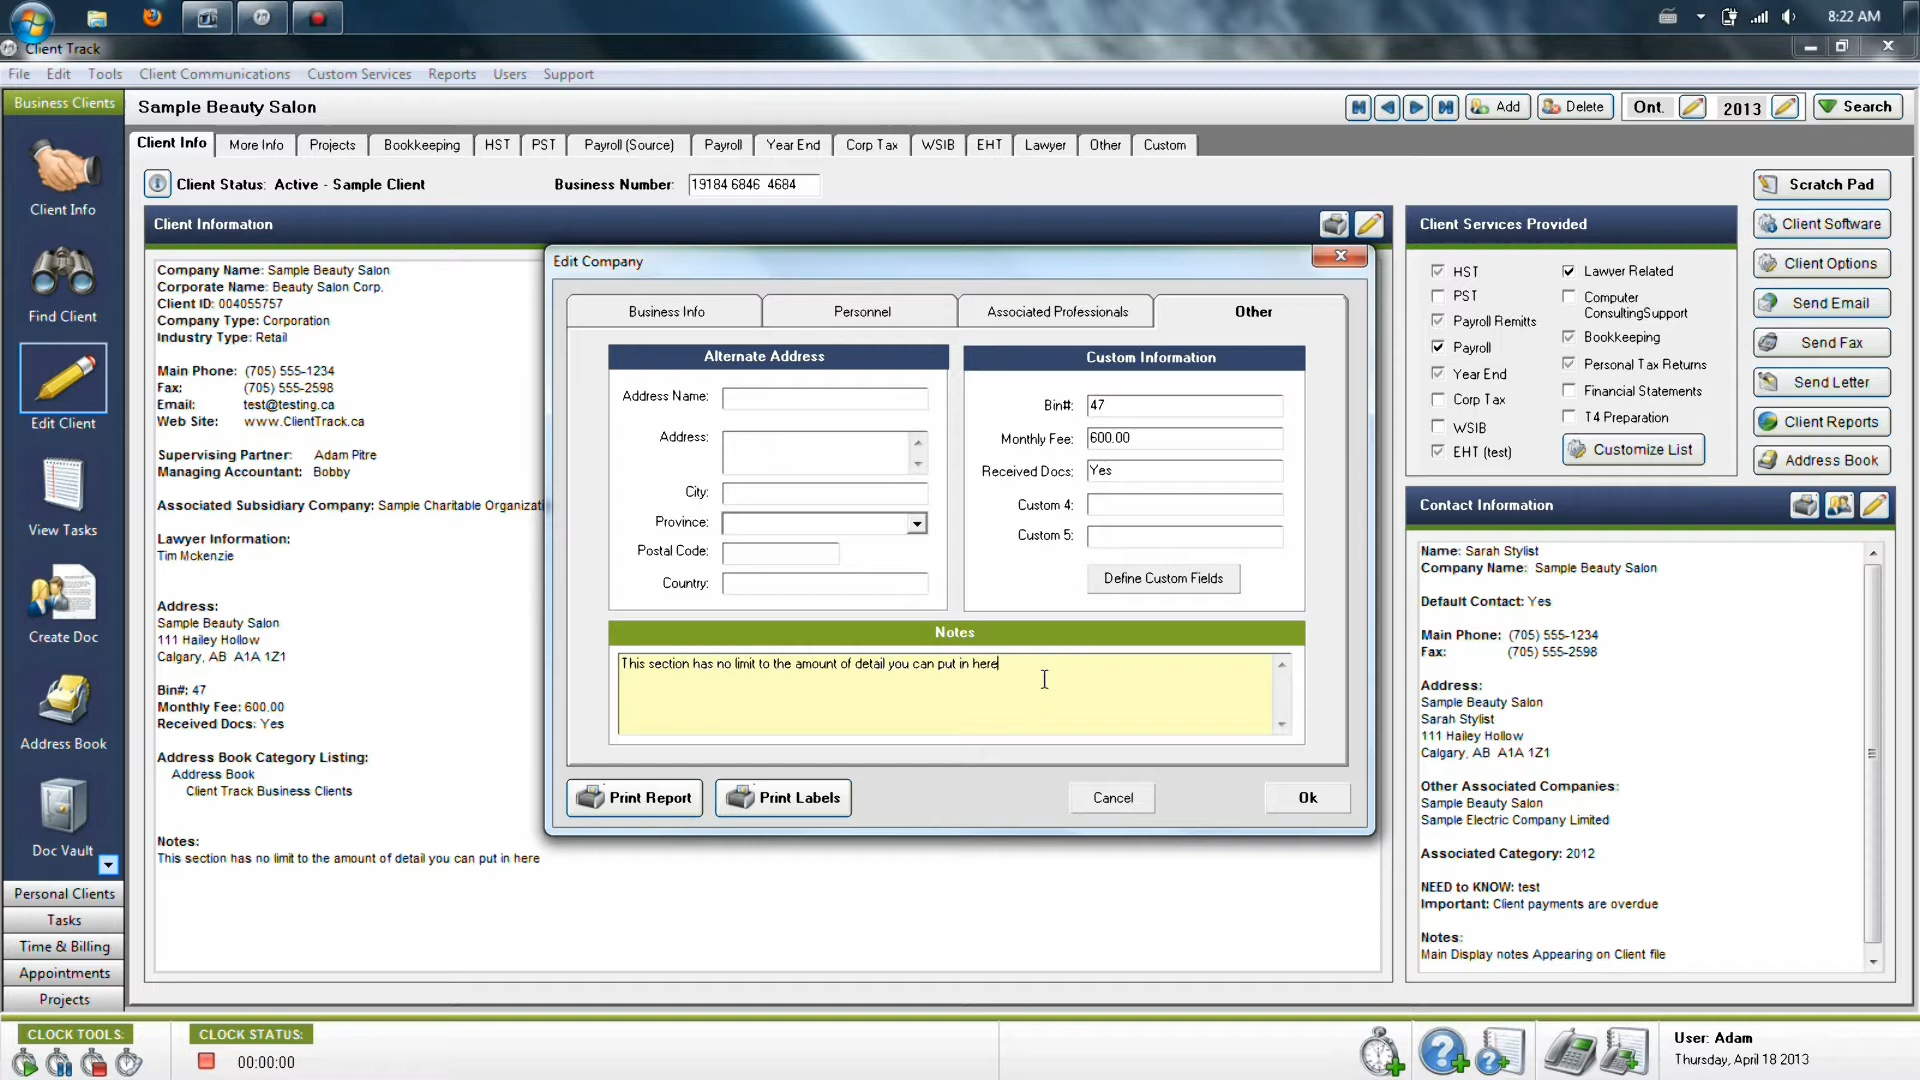 8:22 AM
Client Track
File Edit Tools Client Communications Custom Services Reports Users Support
Business Clients
Sample Beauty Salon
Add
Delete
Ont.
2013
Search
Client Info More Info Projects Bookkeeping HST PST Payroll (Source) Payroll Year End Corp Tax WSIB EHT Lawyer Other Custom
Client Info
Find Client
Edit Client
View Tasks
Create Doc
Address Book
Doc Vault
Personal Clients
Tasks
Time & Billing
Appointments
Projects
Client Status: Active - Sample Client
Business Number: 19184 6846 4684
Client Information
Company Name: Sample Beauty Salon
Corporate Name: Beauty Salon Corp.
Client ID: 004055757
Company Type: Corporation
Industry Type: Retail
Main Phone: (705) 555-1234
Fax: (705) 555-2598
Email: test@testing.ca
Web Site: www.ClientTrack.ca
Supervising Partner: Adam Pitre
Managing Accountant: Bobby
Associated Subsidiary Company: Sample Charitable Organizati
Lawyer Information:
Tim Mckenzie
Address:
Sample Beauty Salon
111 Hailey Hollow
Calgary, AB A1A 1Z1
Bin#: 47
Monthly Fee: 600.00
Received Docs: Yes
Address Book Category Listing:
Address Book
Client Track Business Clients
Notes:
This section has no limit to the amount of detail you can put in here
Edit Company
Business Info Personnel Associated Professionals Other
Alternate Address
Address Name:
Address:
City:
Province:
Postal Code:
Country:
Custom Information
Bin#: 47
Monthly Fee: 600.00
Received Docs: Yes
Custom 4:
Custom 5:
Define Custom Fields
Notes
This section has no limit to the amount of detail you can put in here
Print Report
Print Labels
Cancel
Ok
Client Services Provided
HST
PST
Payroll Remitts
Payroll
Year End
Corp Tax
WSIB
EHT (test)
Lawyer Related
Computer
ConsultingSupport
Bookkeeping
Personal Tax Returns
Financial Statements
T4 Preparation
Customize List
Scratch Pad
Client Software
Client Options
Send Email
Send Fax
Send Letter
Client Reports
Address Book
Contact Information
Name: Sarah Stylist
Company Name: Sample Beauty Salon
Default Contact: Yes
Main Phone: (705) 555-1234
Fax: (705) 555-2598
Address:
Sample Beauty Salon
Sarah Stylist
111 Hailey Hollow
Calgary, AB A1A 1Z1
Other Associated Companies:
Sample Beauty Salon
Sample Electric Company Limited
Associated Category: 2012
NEED to KNOW: test
Important: Client payments are overdue
Notes:
Main Display notes Appearing on Client file
CLOCK TOOLS:
CLOCK STATUS:
00:00:00
User: Adam
Thursday, April 18 2013